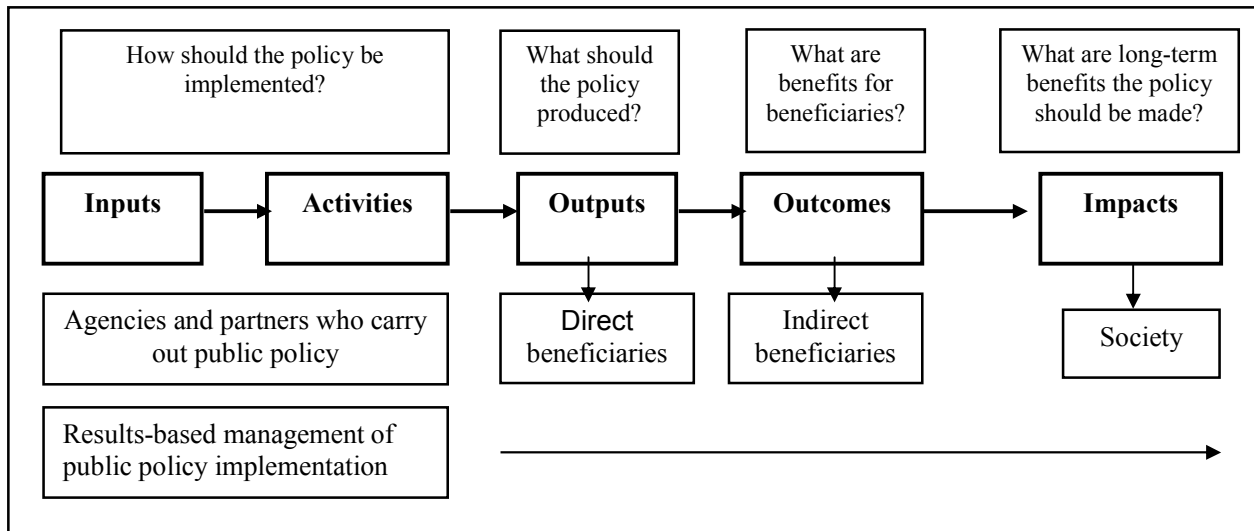 How should the policy be
implemented?
What should
the policy
produced?
What are
benefits for
beneficiaries?
What are long-term
benefits the policy
should be made?
Inputs
Activities
Outputs
Outcomes
Impacts
Agencies and partners who carry
out public policy
Direct
beneficiaries
Indirect
beneficiaries
Society
Results-based management of
public policy implementation